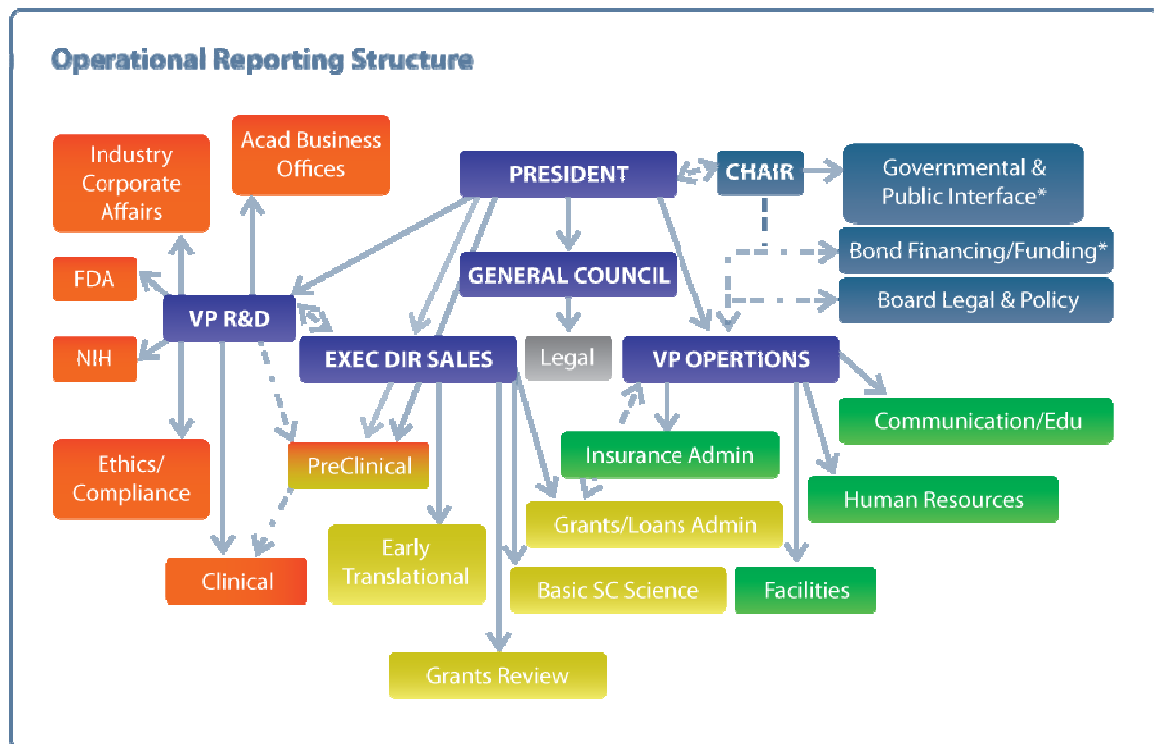 Operational Reporting Structure
Industry
Corporate
Affairs
Acad Business
Offices
PRESIDENT
CHAIR
Governmental &
Public Interface*
Bond Financing/Funding*
Board Legal & Policy
FDA
VP R&D
NIH
GENERAL COUNCIL
EXEC DIR SALES
Legal
VP OPERTIONS
Communication/Edu
Ethics/
Compliance
PreClinical
Insurance Admin
Human Resources
Grants/Loans Admin
Clinical
Early
Translational
Basic SC Science
Facilities
Grants Review